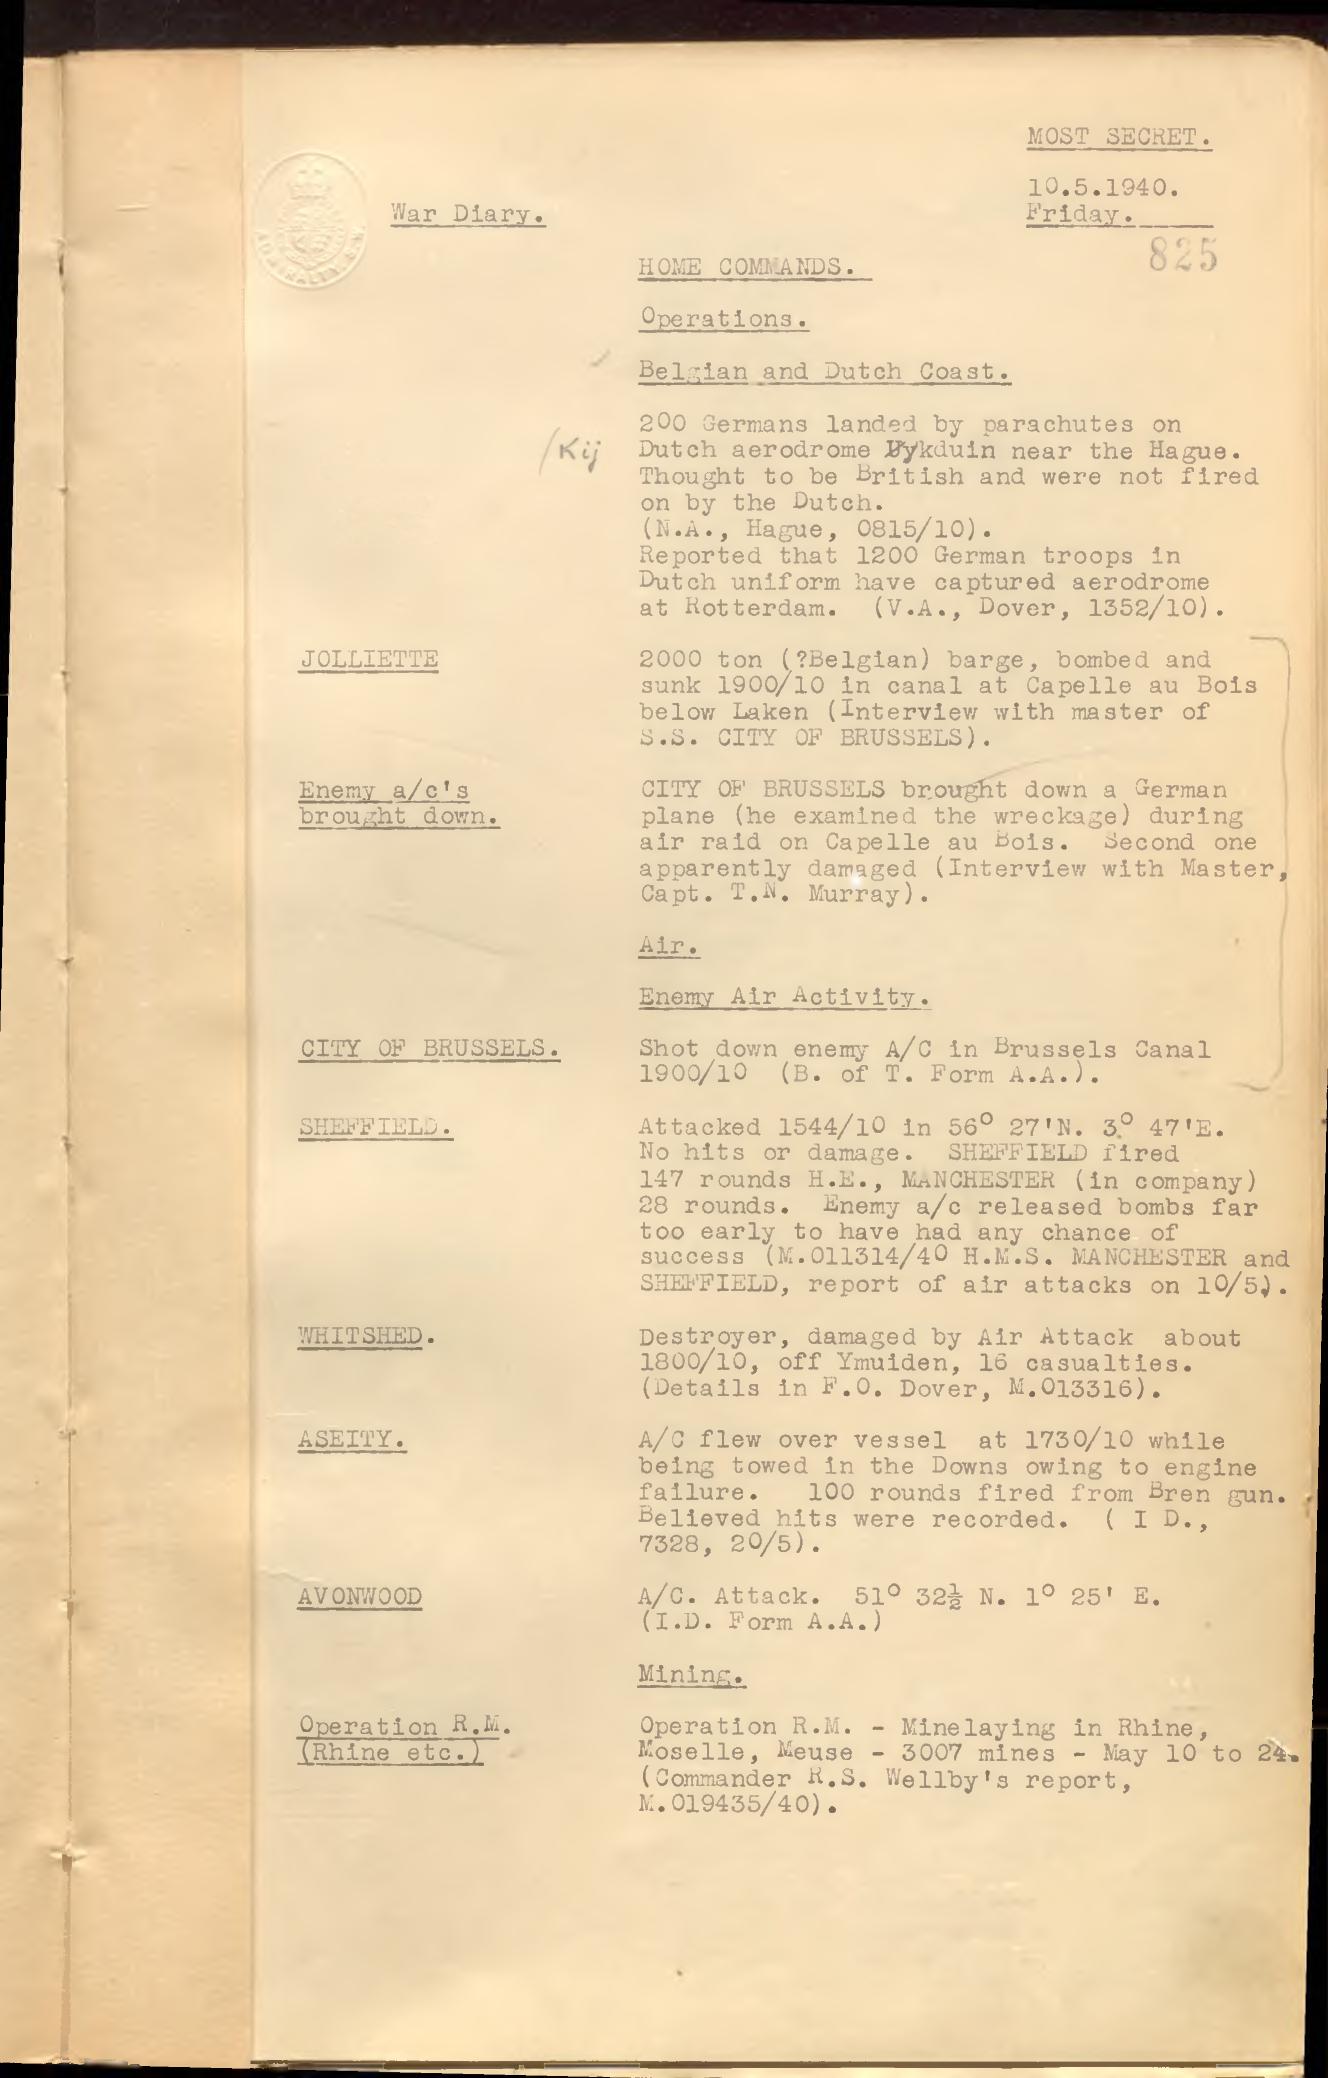 MOST SECRET.
10.5.1940.
Friday.
War Diary.
825
HOME COMMANDS.
Operations.
Belgian and Dutch Coast.
200 Germans landed by parachutes on
/Kij
Dutch aerodrome Uykduin near the Hague.
Thought to be British and were not fired
on by the Dutch.
(N.A., Hague, 0815/10).
Reported that 1200 German troops in
Dutch uniform have captured aerodrome
at Rotterdam. (V.A., Dover, 1352/10).
JOLLIETTE
2000 ton (?Belgian) barge, bombed and
sunk 1900/10 in canal at Capelle au Bois
below Laken (Interview with master of
S.S. CITY OF BRUSSELS).
Enemy a/c's
brought down.
CITY OF BRUSSELS brought down a German
plane (he examined the wreckage) during
air raid on Capelle au Bois. Second one
apparently damaged (Interview with Master,
Capt. T.N. Murray).
Air.
Enemy Air Activity.
CITY OF BRUSSELS.
Shot down enemy A/C in Brussels Canal
1900/10 (B. of T. Form A.A.).
SHEFFIELD.
Attacked 1544/10 in 56° 27'N. 3° 47'E.
No hits or damage. SHEFFIELD fired
147 rounds H.E., MANCHESTER (in company)
28 rounds. Enemy a/c released bombs far
too early to have had any chance of
success (M.011314/40 H.M.S. MANCHESTER and
SHEFFIELD, report of air attacks on 10/5).
WHITSHED.
Destroyer, damaged by Air Attack about
1800/10, off Ymuiden, 16 casualties.
(Details in F.O. Dover, M.013316).
ASEITY.
A/C flew over vessel at 1730/10 while
being towed in the Downs owing to engine
failure. 100 rounds fired from Bren gun.
Believed hits were recorded. ( I D.,
7328, 20/5).
AVONWOOD
A/C. Attack. 51° 32½ N. 1° 25' E.
(I.D. Form A.A.)
Mining.
Operation R.M.
(Rhine etc.)
Operation R.M. - Minelaying in Rhine,
Moselle, Meuse - 3007 mines - May 10 to 24.
(Commander R.S. Wellby's report,
M.019435/40).